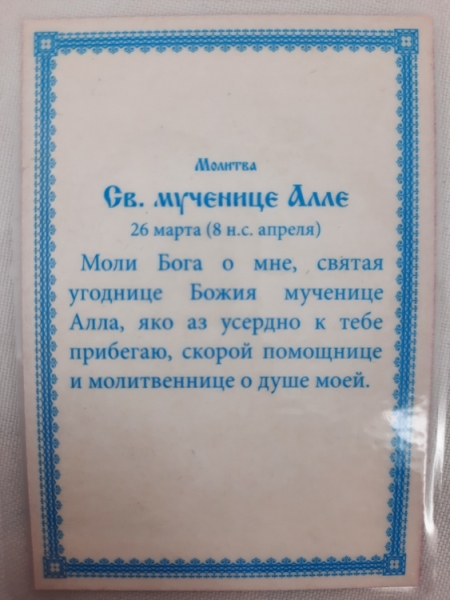 Молитва
Св. мученице Алле
26 марта (8 н.с. апреля)
Моли Бога о мне, святая
угоднице Божия мученице
Алла, яко аз усердно к тебе
прибегаю, скорой помощнице
и молитвеннице о душе моей.